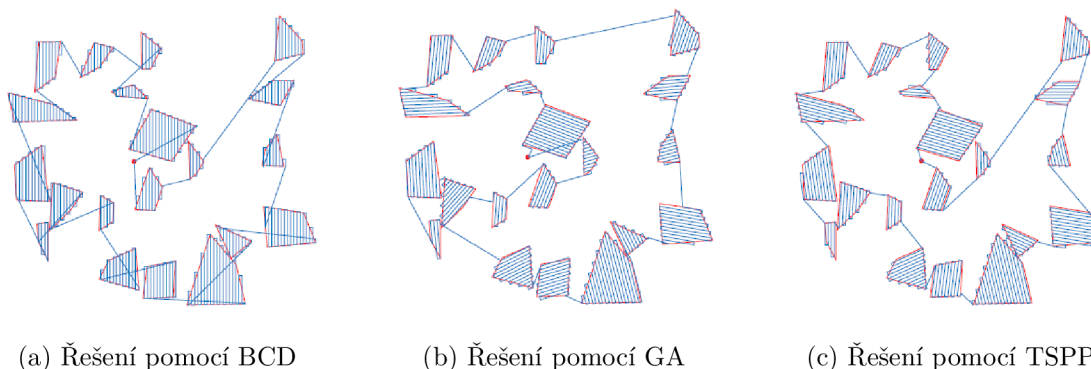 (a) Řešení pomocí BCD
(b) Řešení pomocí GA
(c) Řešení pomocí TSPP